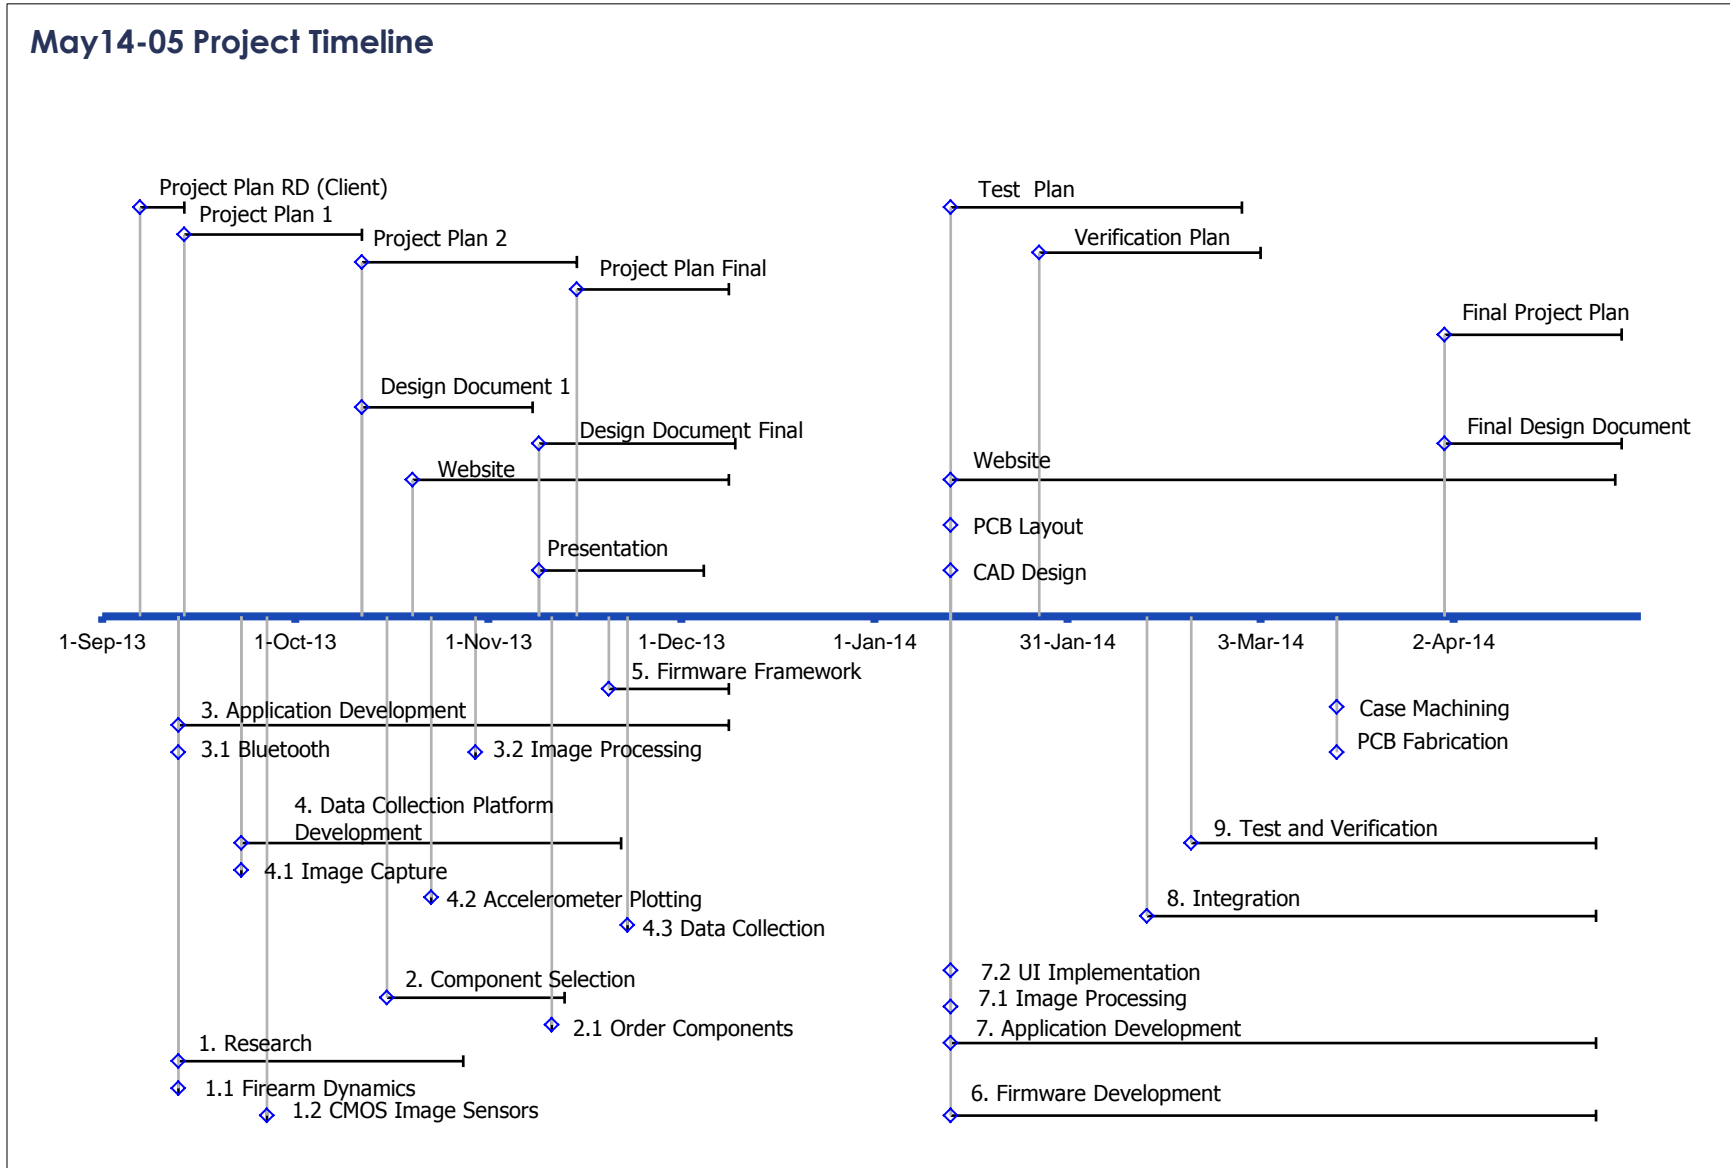 May14-05 Project Timeline
Project Plan RD (Client)
Project Plan 1
Project Plan 2
Project Plan Final
Design Document 1
Design Document Final
Website
Presentation
Test Plan
Verification Plan
Final Project Plan
Final Design Document
Website
PCB Layout
CAD Design
1-Sep-13
1-Oct-13
1-Nov-13
1-Dec-13
1-Jan-14
31-Jan-14
3-Mar-14
2-Apr-14
5. Firmware Framework
3. Application Development
3.1 Bluetooth
3.2 Image Processing
4. Data Collection Platform
Development
4.1 Image Capture
4.2 Accelerometer Plotting
4.3 Data Collection
2. Component Selection
2.1 Order Components
1. Research
1.1 Firearm Dynamics
1.2 CMOS Image Sensors
Case Machining
PCB Fabrication
9. Test and Verification
8. Integration
7.2 UI Implementation
7.1 Image Processing
7. Application Development
6. Firmware Development